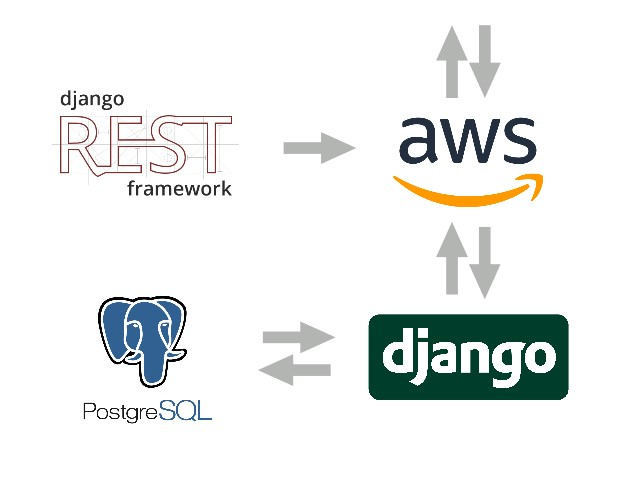 django
REST
framework
aws
django
PostgreSQL